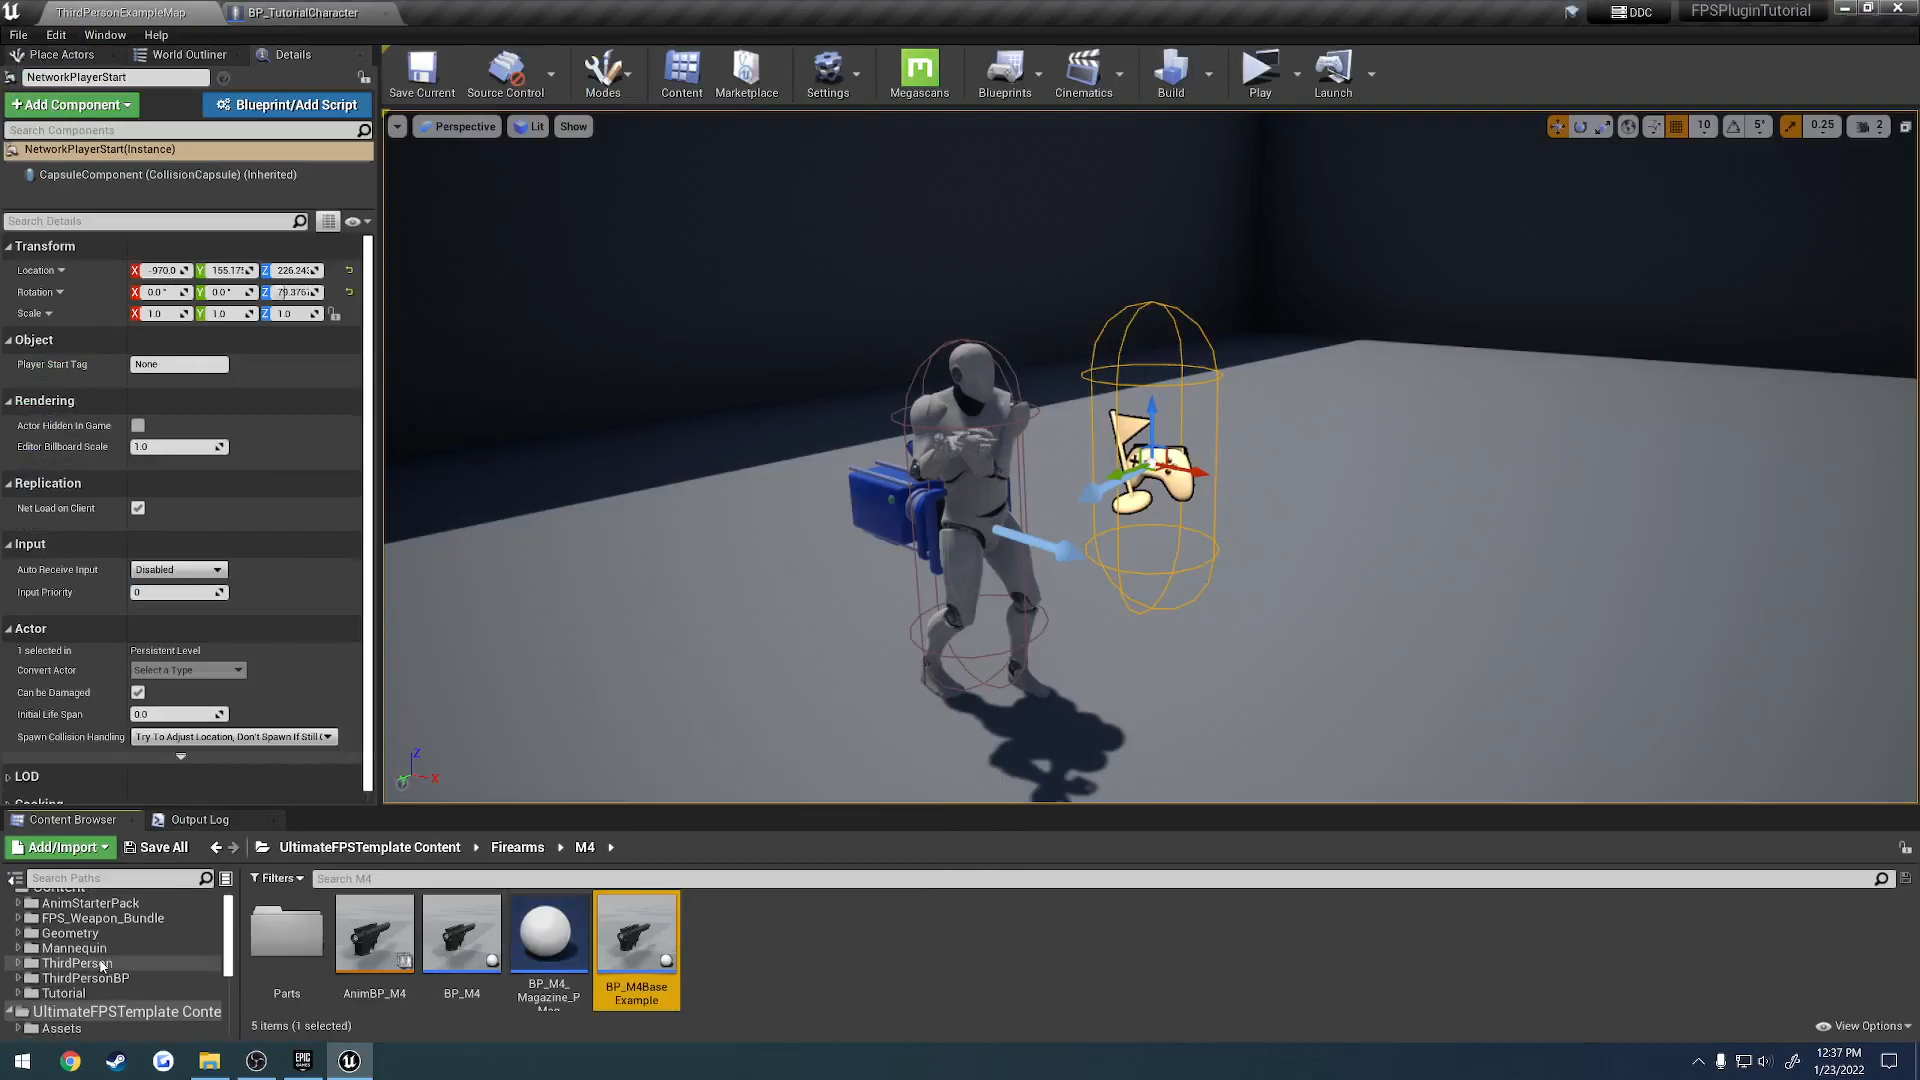 ThirdPersonExampleMap
BP_TutorialCharacter
DDC
FPSPluginTutorial
File Edit Window Help
Place Actors World Outliner Details
NetworkPlayerStart
+Add Component
Blueprint/Add Script
Search Components
NetworkPlayerStart(Instance)
CapsuleComponent (CollisionCapsule) (Inherited)
Search Details
Save Current Source Control Modes Content Marketplace Settings Megascans Blueprints Cinematics Build Play Launch
Perspective Lit Show
10 5° 0.25 2
Transform
Location X -970.0 Y 155.175 Z
Rotation X 0.0° Y 0.0° Z
Scale X 1.0 Y 1.0 Z 1.0
Object
Player Start Tag None
Rendering
Actor Hidden In Game
Editor Billboard Scale 1.0
Replication
Net Load on Client
Input
Auto Receive Input Disabled
Input Priority 0
Actor
1 selected in Persistent Level
Convert Actor Select a Type
Can be Damaged
Initial Life Span 0.0
Spawn Collision Handling Try To Adjust Location, Don't Spawn If Still
LOD
Cooking
Z
X
Content Browser Output Log
Add/Import Save All UltimateFPSTemplate Content Firearms M4
Search Paths
Filters
Search M4
Content
AnimStarterPack
FPS_Weapon_Bundle
Geometry
Mannequin
ThirdPerson
ThirdPersonBP
Tutorial
UltimateFPSTemplate Conte
Assets
Parts
AnimBP_M4
BP_M4
BP_M4_
Magazine_P
Mag
BP_M4Base
Example
5 items (1 selected)
View Options
EPIC
GAMES
12:37 PM
1/23/2022